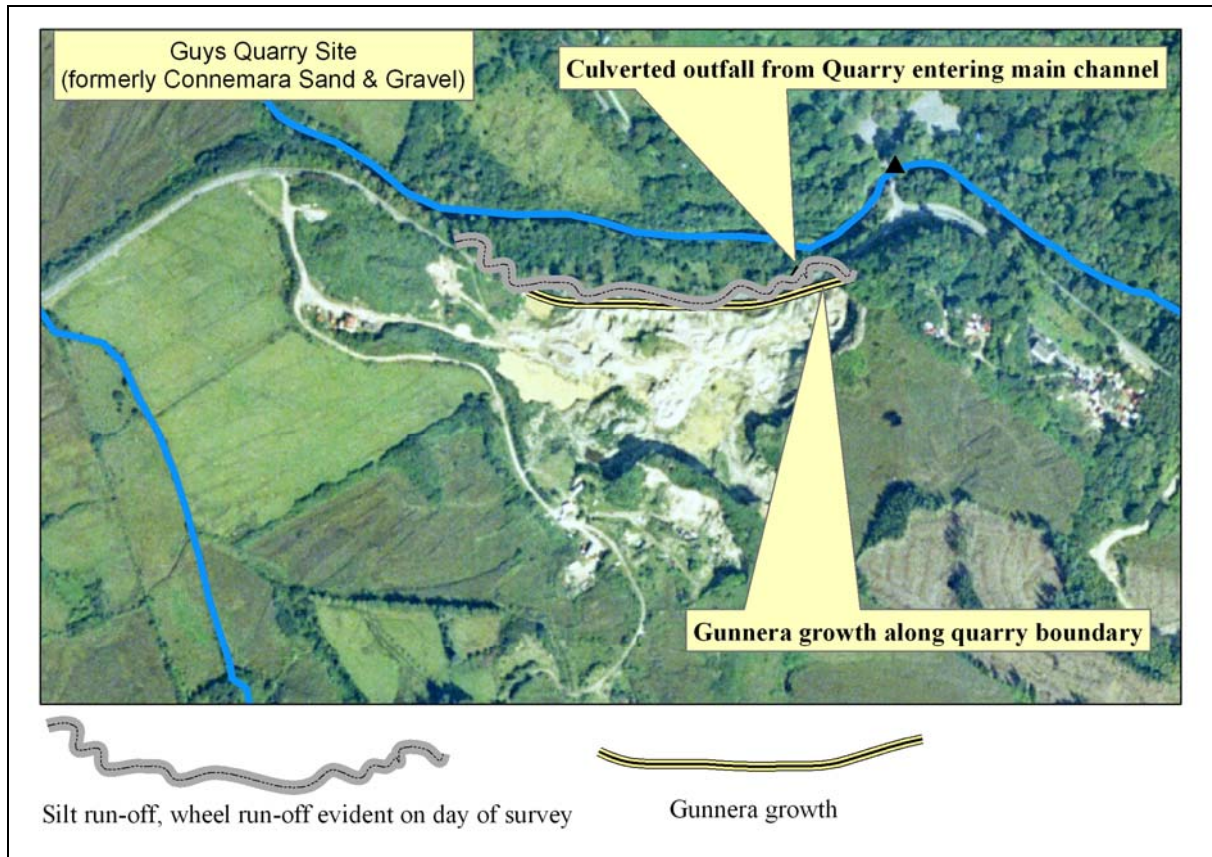 Guys Quarry Site
(formerly Connemara Sand & Gravel)
Culverted outfall from Quarry entering main channel
Gunnera growth along quarry boundary
Silt run-off, wheel run-off evident on day of survey
Gunnera growth